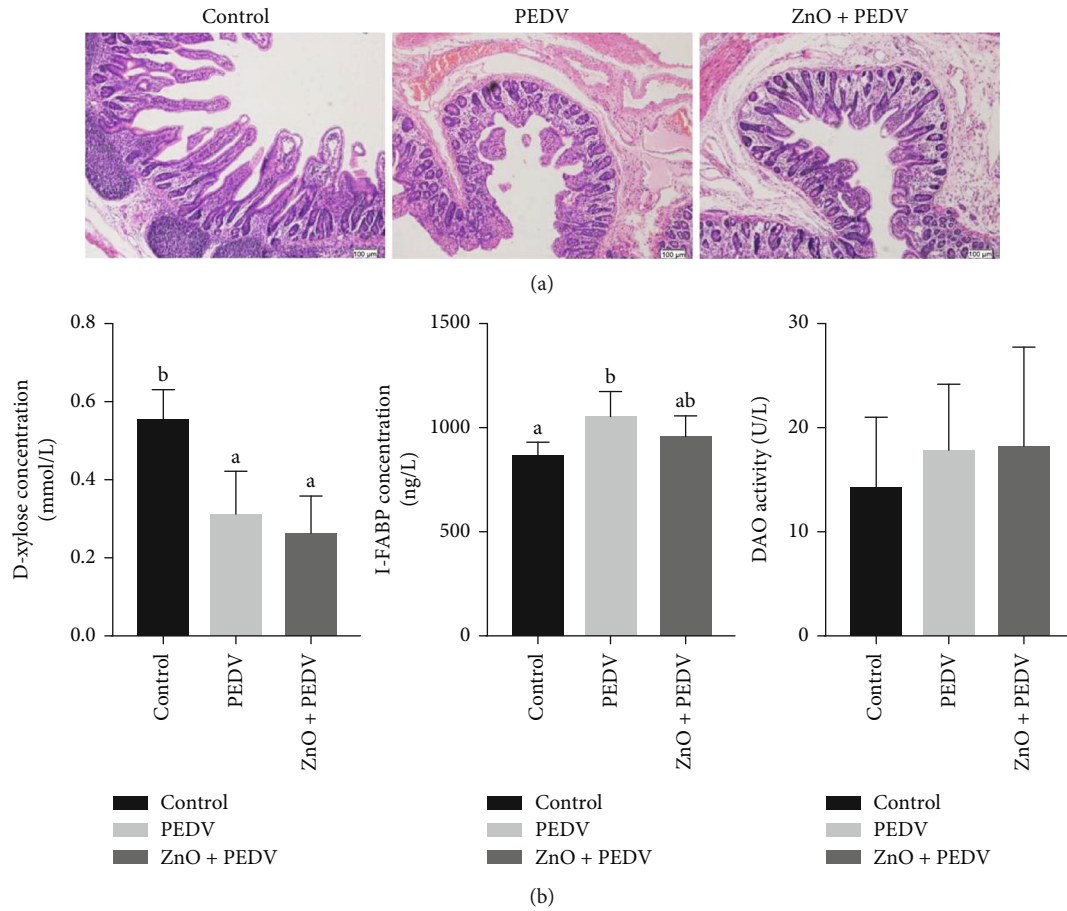 Control
PEDV
ZnO + PEDV
100 μm
100 μm
100 μm
(a)
D-xylose concentration
(mmol/L)
0.8
0.6
0.4
0.2
0.0
b
a
a
Control
PEDV
ZnO + PEDV
Control
PEDV
ZnO + PEDV
I-FABP concentration
(ng/L)
1500
1000
500
0
a
b
ab
Control
PEDV
ZnO + PEDV
Control
PEDV
ZnO + PEDV
DAO activity (U/L)
30
20
10
0
Control
PEDV
ZnO + PEDV
Control
PEDV
ZnO + PEDV
(b)